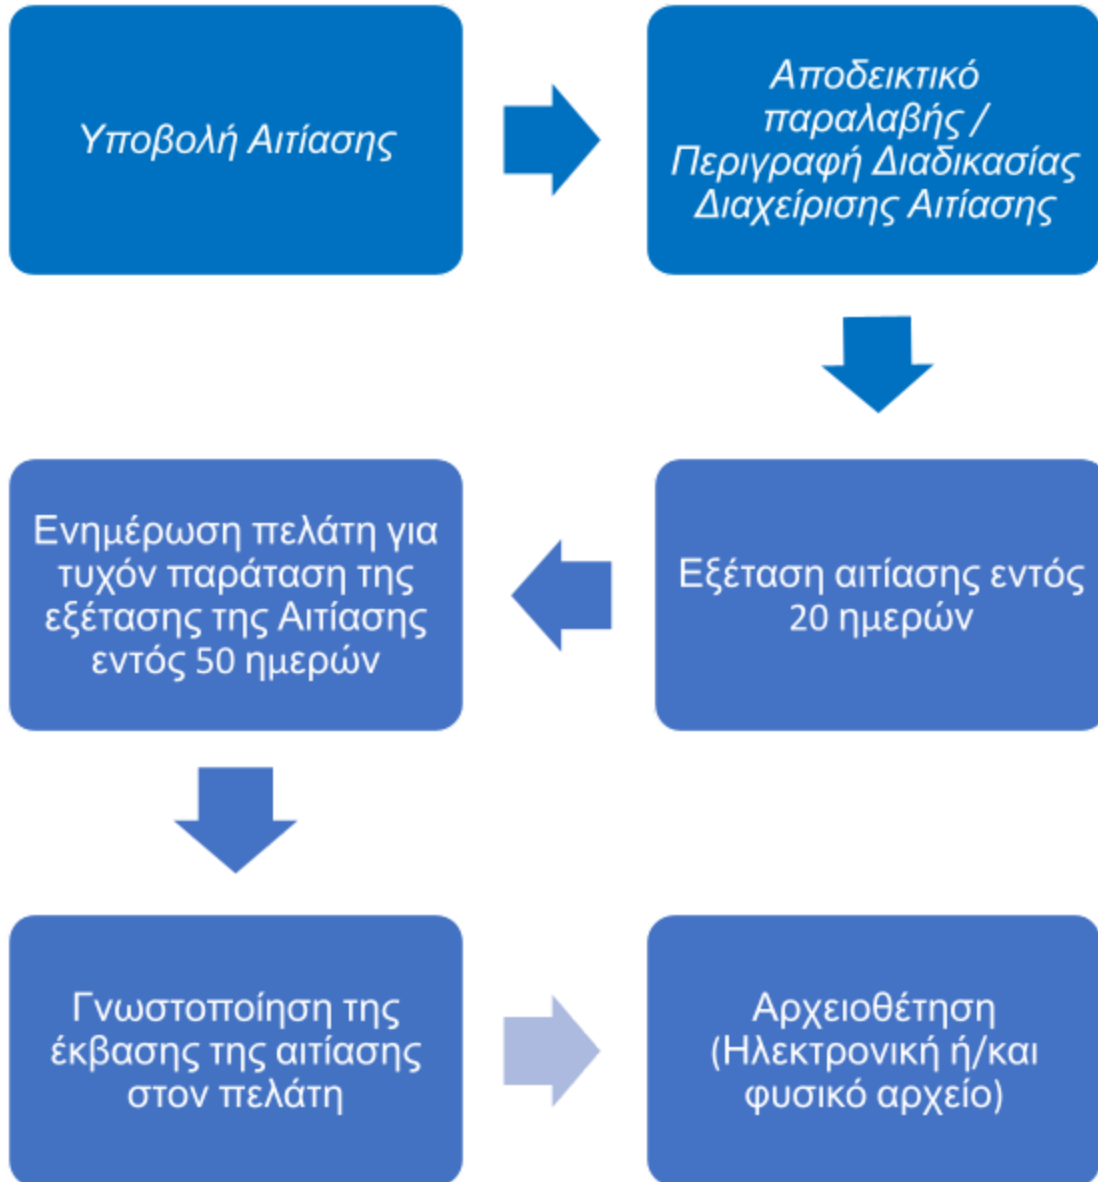 Υποβολή Αιτίασης
Αποδεικτικό
παραλαβής /
Περιγραφή Διαδικασίας
Διαχείρισης Αιτίασης
Εξέταση αιτίασης εντός
20 ημερών
Ενημέρωση πελάτη για
τυχόν παράταση της
εξέτασης της Αιτίασης
εντός 50 ημερών
Γνωστοποίηση της
έκβασης της αιτίασης
στον πελάτη
Αρχειοθέτηση
(Ηλεκτρονική ή/και
φυσικό αρχείο)